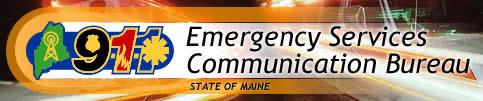 911
Emergency Services
Communication Bureau
STATE OF MAINE